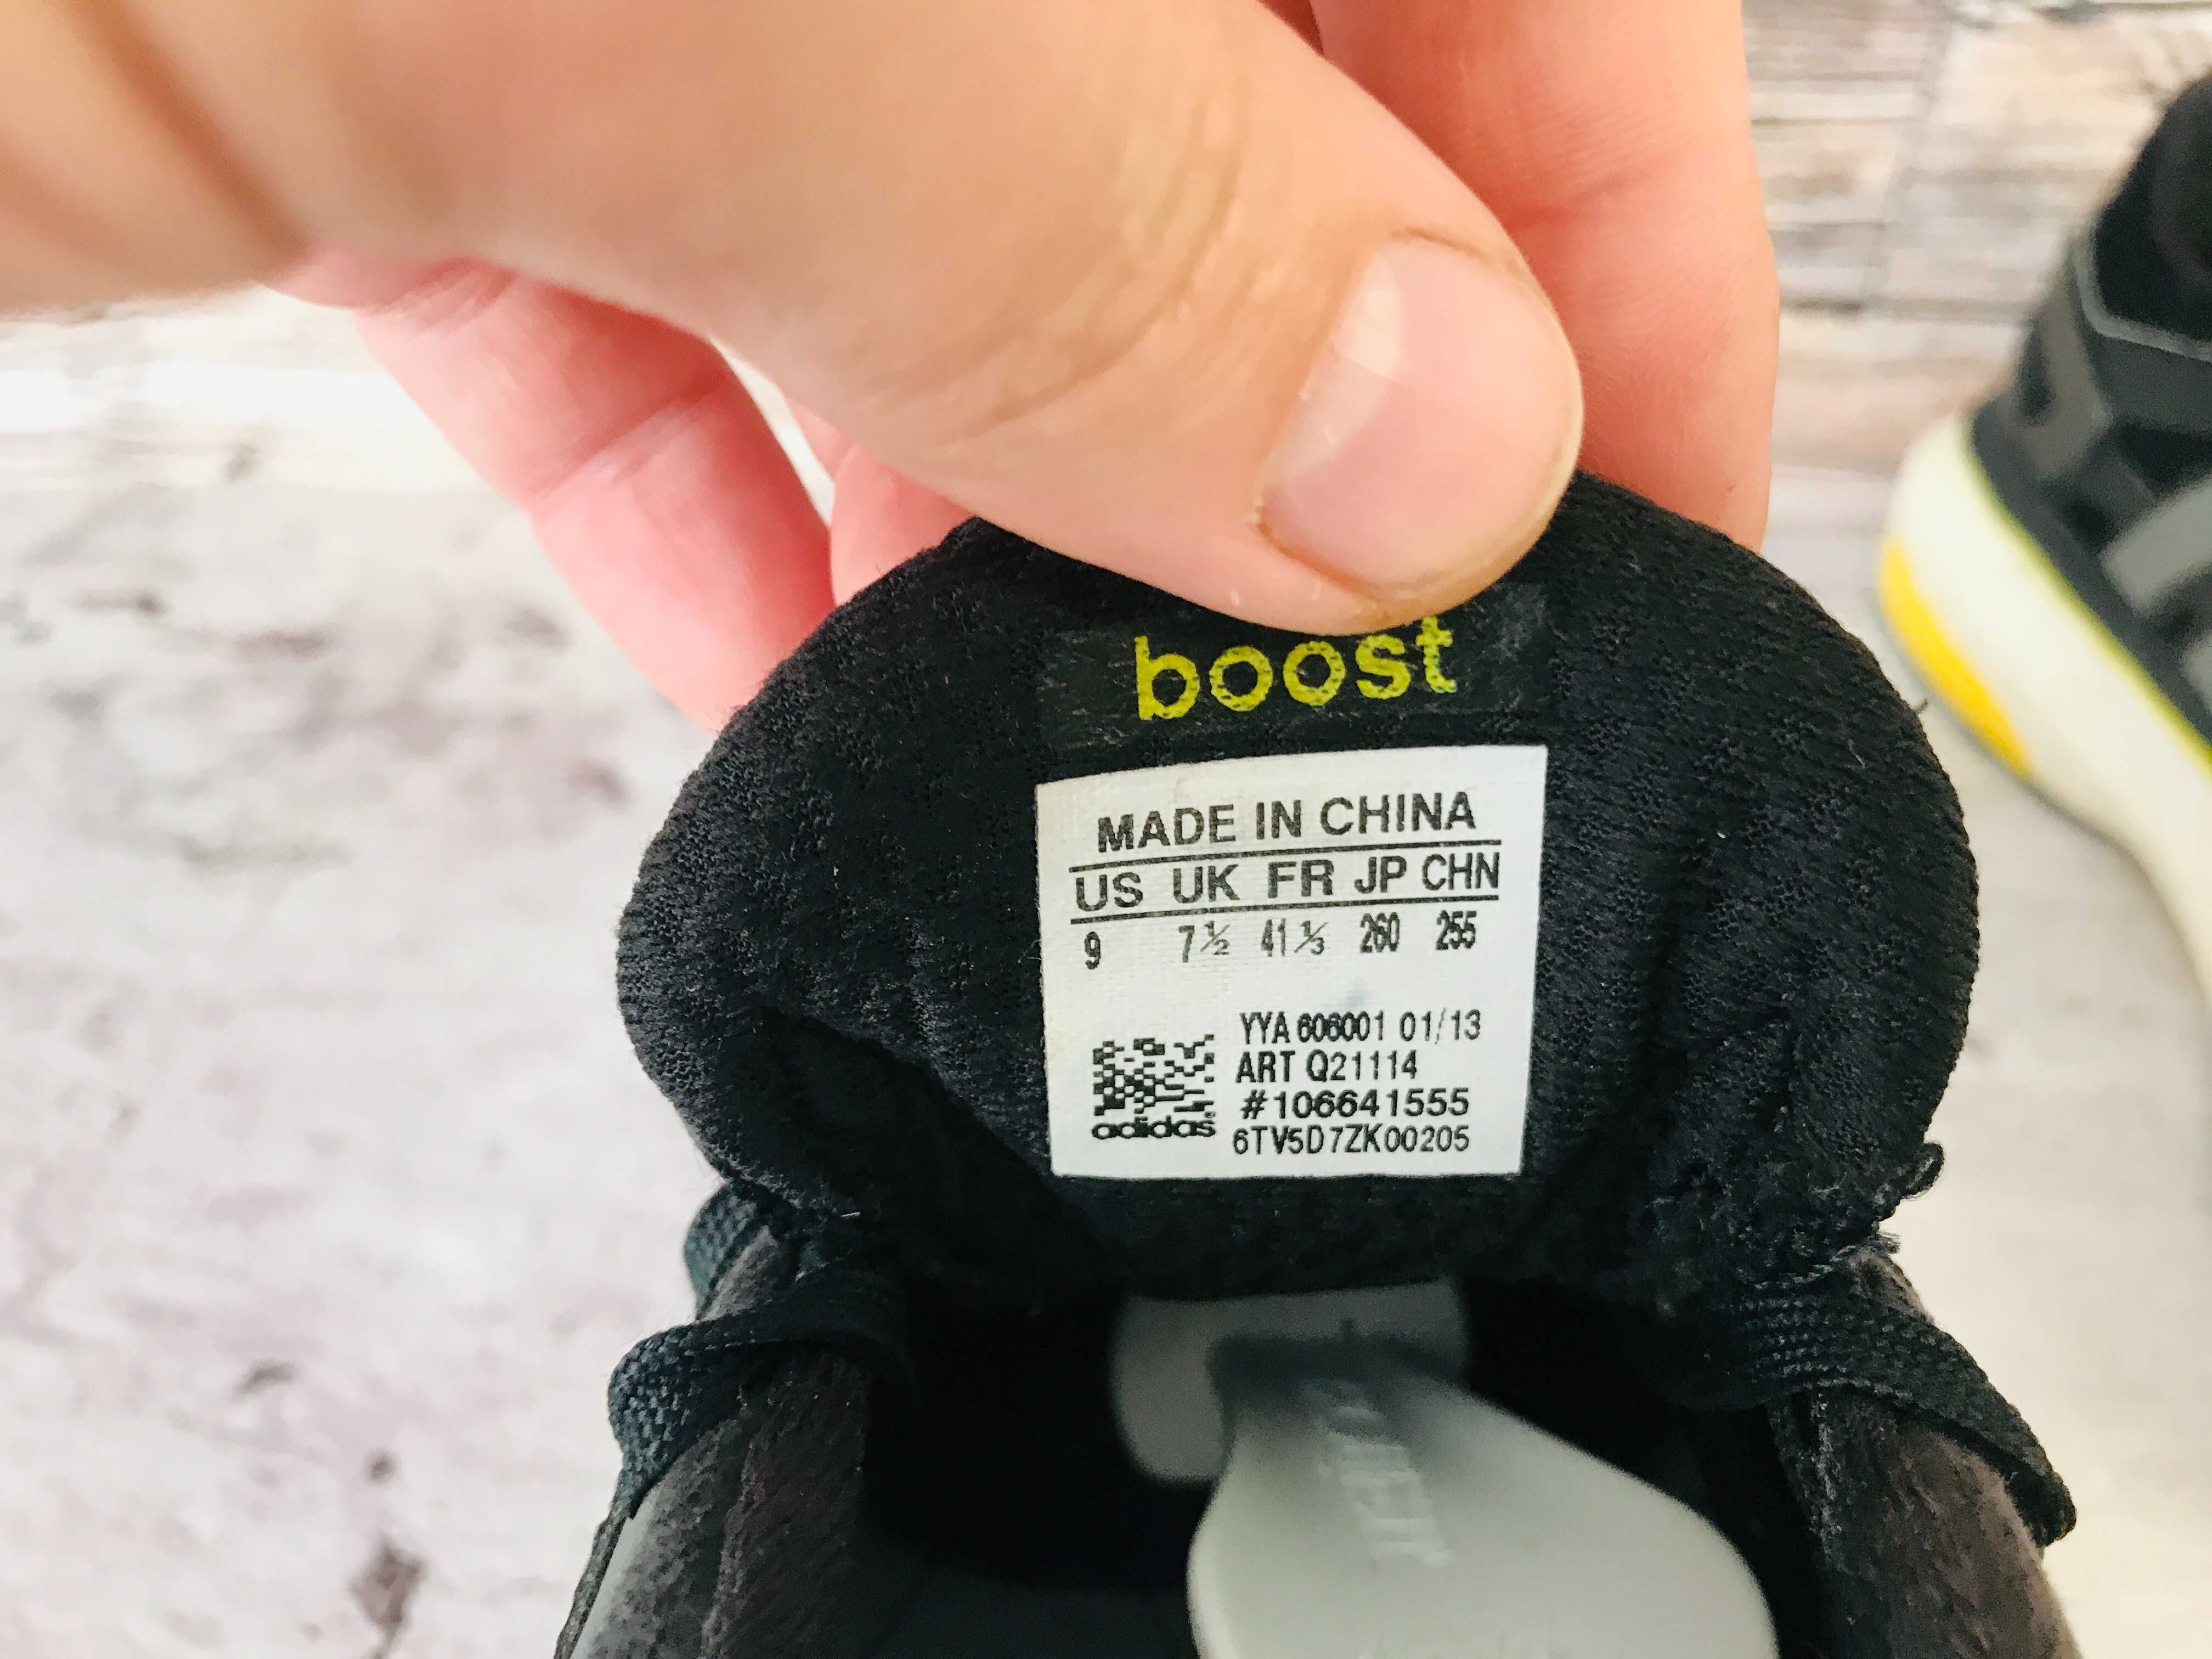 boost
MADE IN CHINA
US UK FR JP CHN
9 7½ 41⅓ 260 255
YYA 606001 01/13
ART Q21114
#106641555
adidas
6TV5D7ZK00205